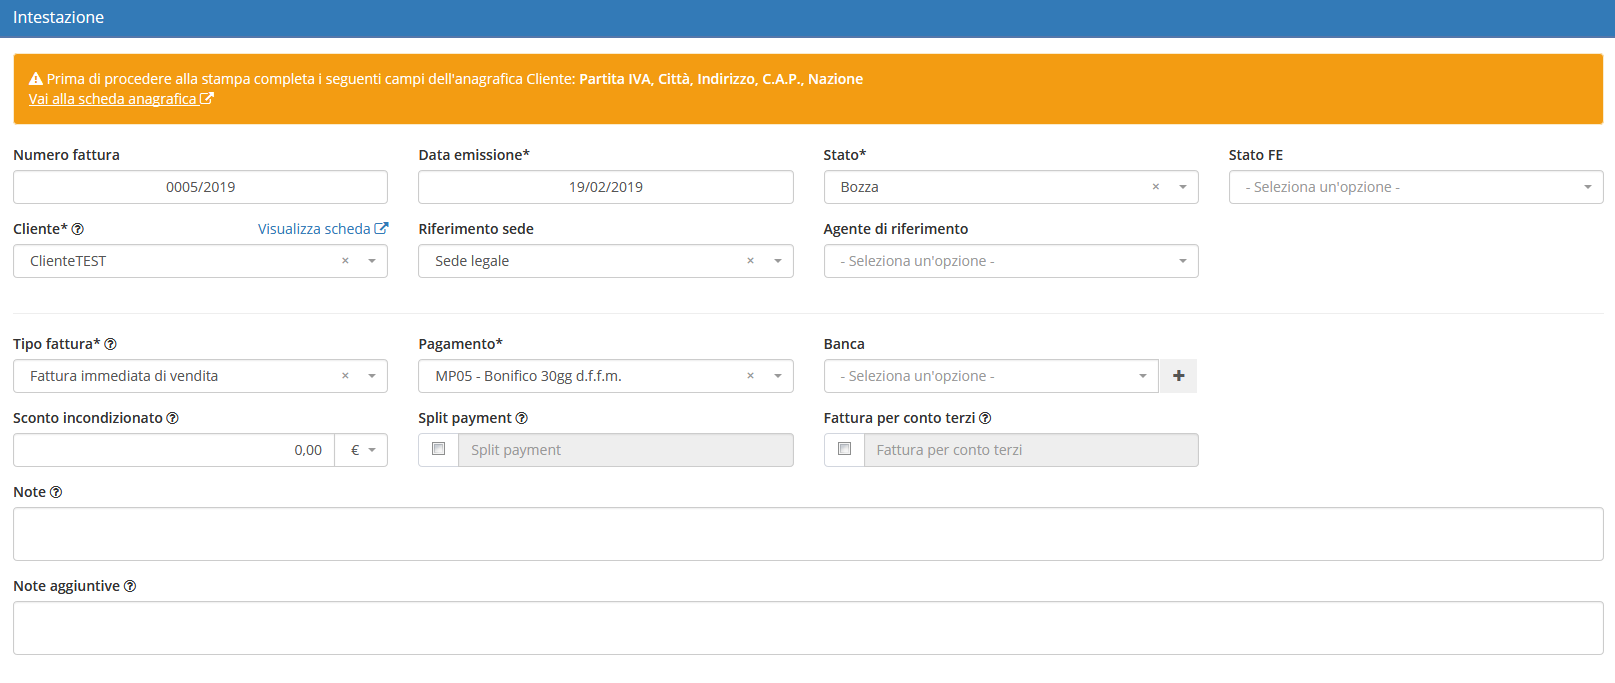 Intestazione
Prima di procedere alla stampa completa i seguenti campi dell'anagrafica Cliente: Partita IVA, Città, Indirizzo, C.A.P., Nazione
Vai alla scheda anagrafica
Numero fattura Data emissione* Stato* Stato FE
0005/2019 19/02/2019 Bozza × - Seleziona un'opzione -
Cliente* Visualizza scheda Riferimento sede Agente di riferimento
ClienteTEST × Sede legale × - Seleziona un'opzione -
Tipo fattura* Pagamento* Banca
Fattura immediata di vendita × MP05 - Bonifico 30gg d.f.f.m. × - Seleziona un'opzione - +
Sconto incondizionato Split payment Fattura per conto terzi
0,00 € Split payment Fattura per conto terzi
Note
Note aggiuntive